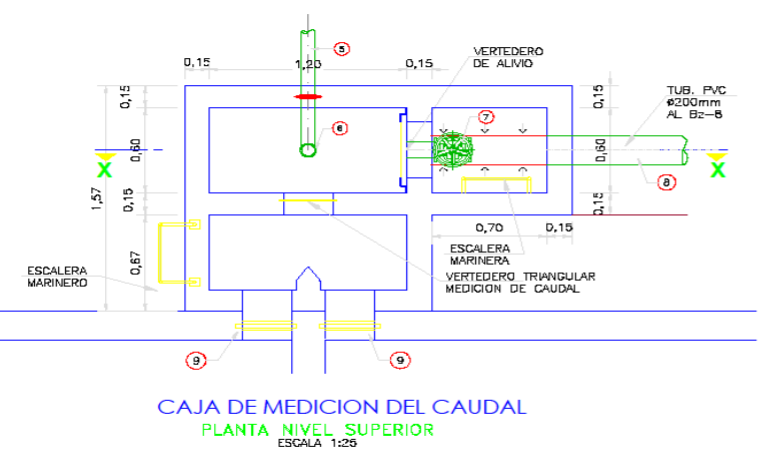 5
0,15
1,20
0,15
VERTEDERO
DE ALIVIO
TUB. PVC
ø200mm
AL Bz-6
0,15
0,15
7
6
0,60
0,60
X
X
8
1,57
0,15
0,15
0,70
0,15
ESCALERA
MARINERA
0,67
ESCALERA
MARINERO
VERTEDERO TRIANGULAR
MEDICION DE CAUDAL
9
9
CAJA DE MEDICION DEL CAUDAL
PLANTA NIVEL SUPERIOR
ESCALA 1:25